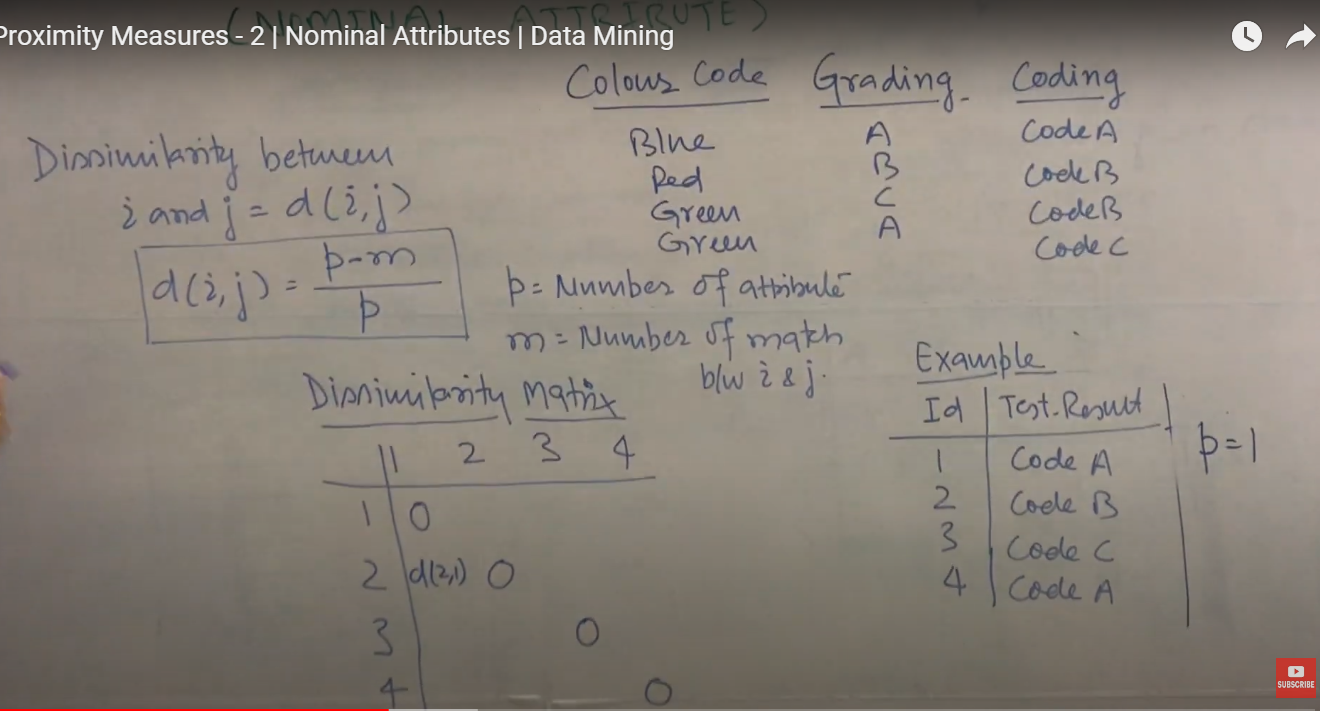 (NOMINAL ATTRIBUTE)
Proximity Measures - 2 | Nominal Attributes | Data Mining
Colour Code Grading Coding
Blue A Code A
Red B Code B
Green C Code B
Green A Code C
Dissimilarity between
i and j = d(i,j)
d(i,j) = p-m
p
p = Number of attribute
m = Number of match
b/w i & j.
Dissimilarity Matrix
1 2 3 4
1 0
2 d(2,1) 0
3 0
4 0
Example
Id Test-Result
1 Code A
2 Code B
3 Code C
4 Code A
p=1
SUBSCRIBE